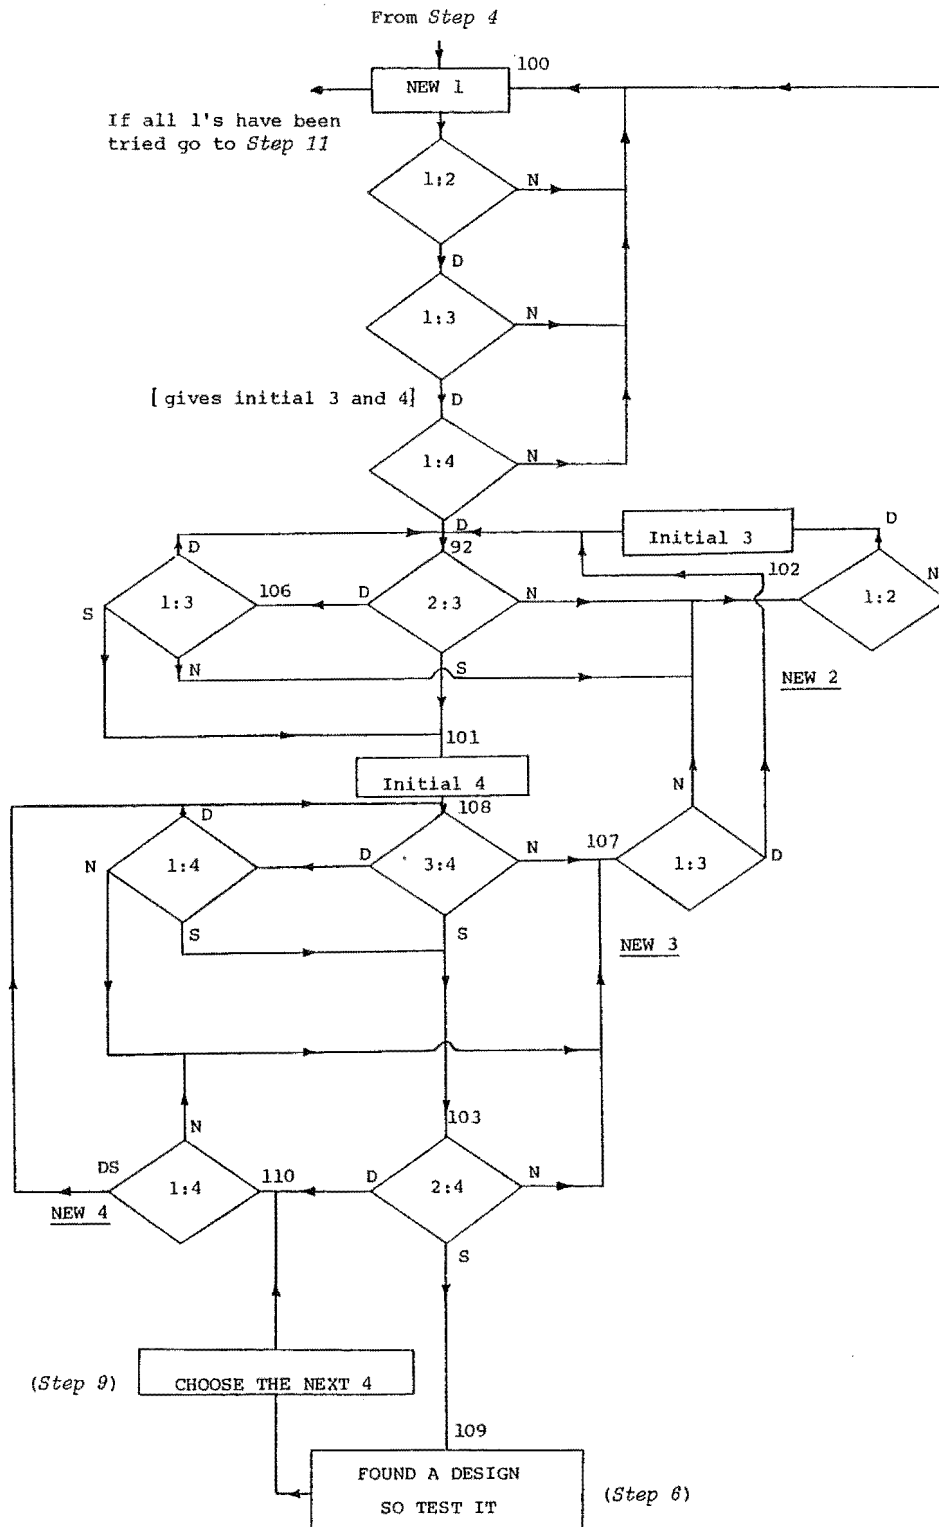 From Step 4
100
NEW 1
If all 1's have been
tried go to Step 11
1:2
N
D
1:3
N
[gives initial 3 and 4]
D
1:4
N
D
92
Initial 3
D
D
106
1:3
S
N
D
2:3
N
S
102
1:2
N
NEW 2
101
Initial 4
108
D
1:4
N
S
D
3:4
N
S
107
N
1:3
D
NEW 3
103
N
DS
1:4
110
NEW 4
D
2:4
N
S
(Step 9)
CHOOSE THE NEXT 4
109
FOUND A DESIGN
SO TEST IT
(Step 6)